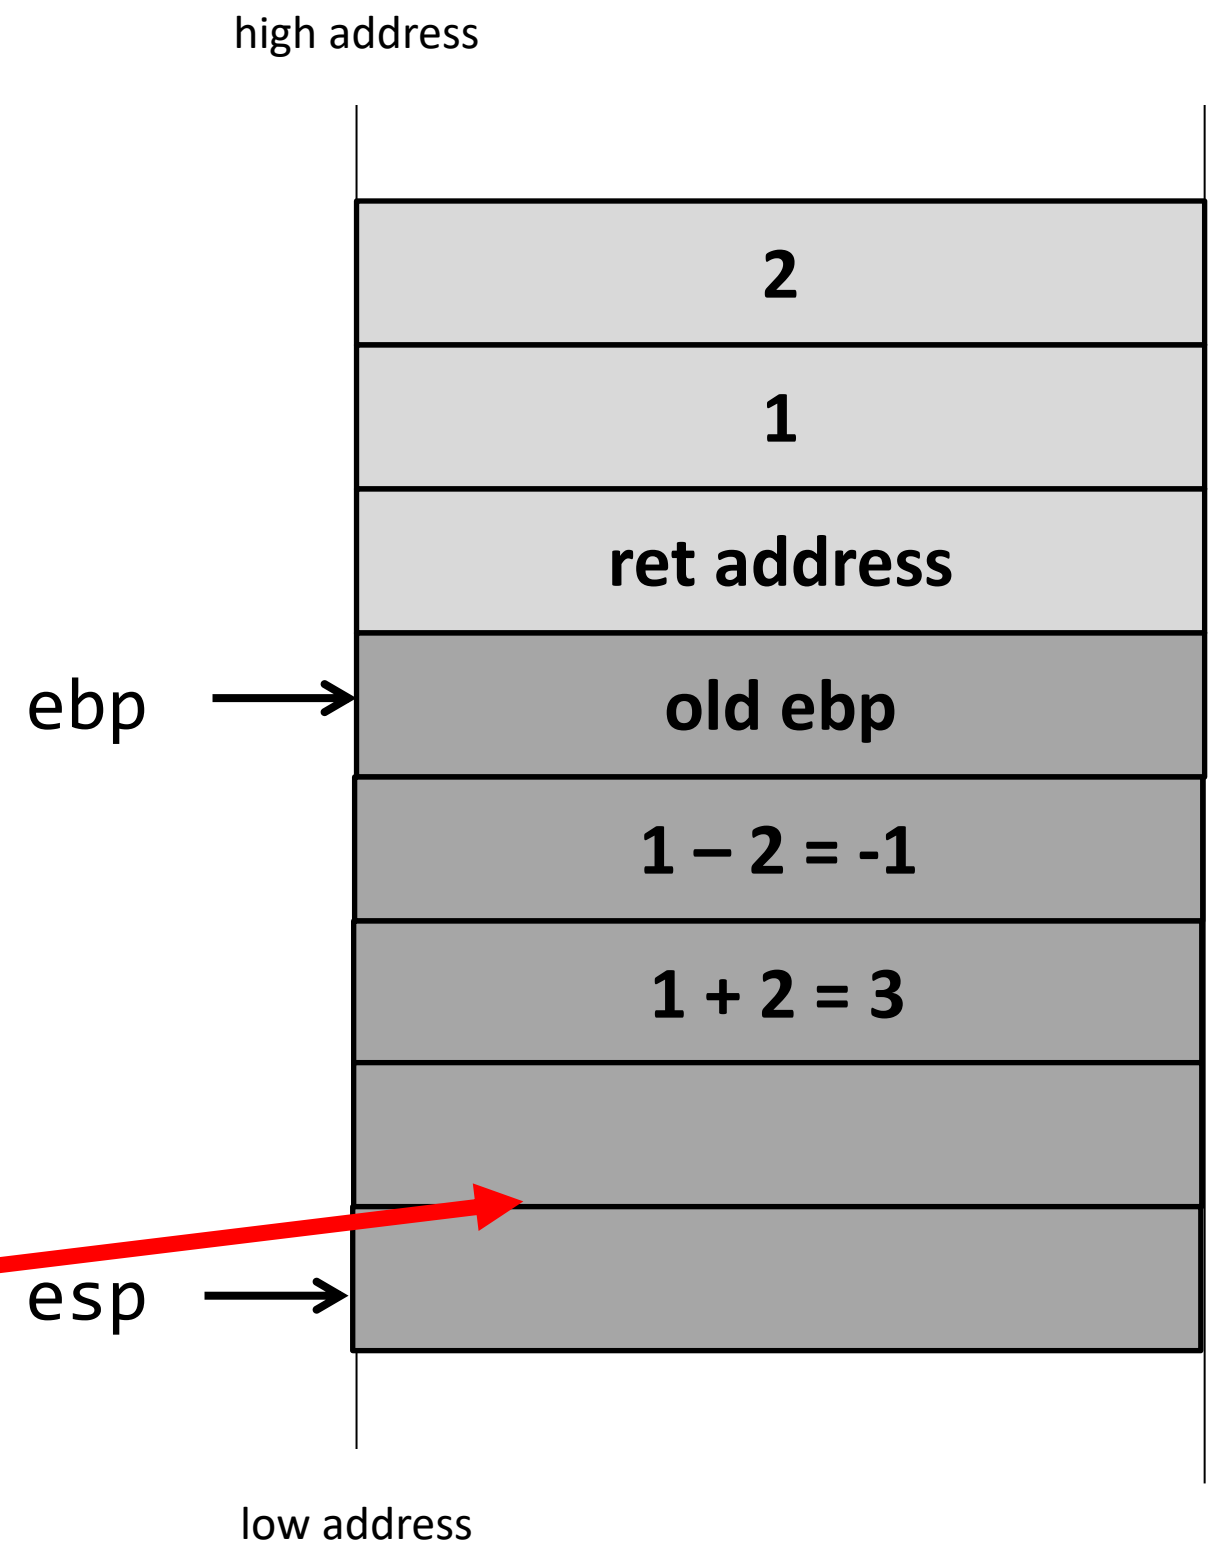 high address
2
1
ret address
ebp
old ebp
1 – 2 = -1
1 + 2 = 3
esp
low address